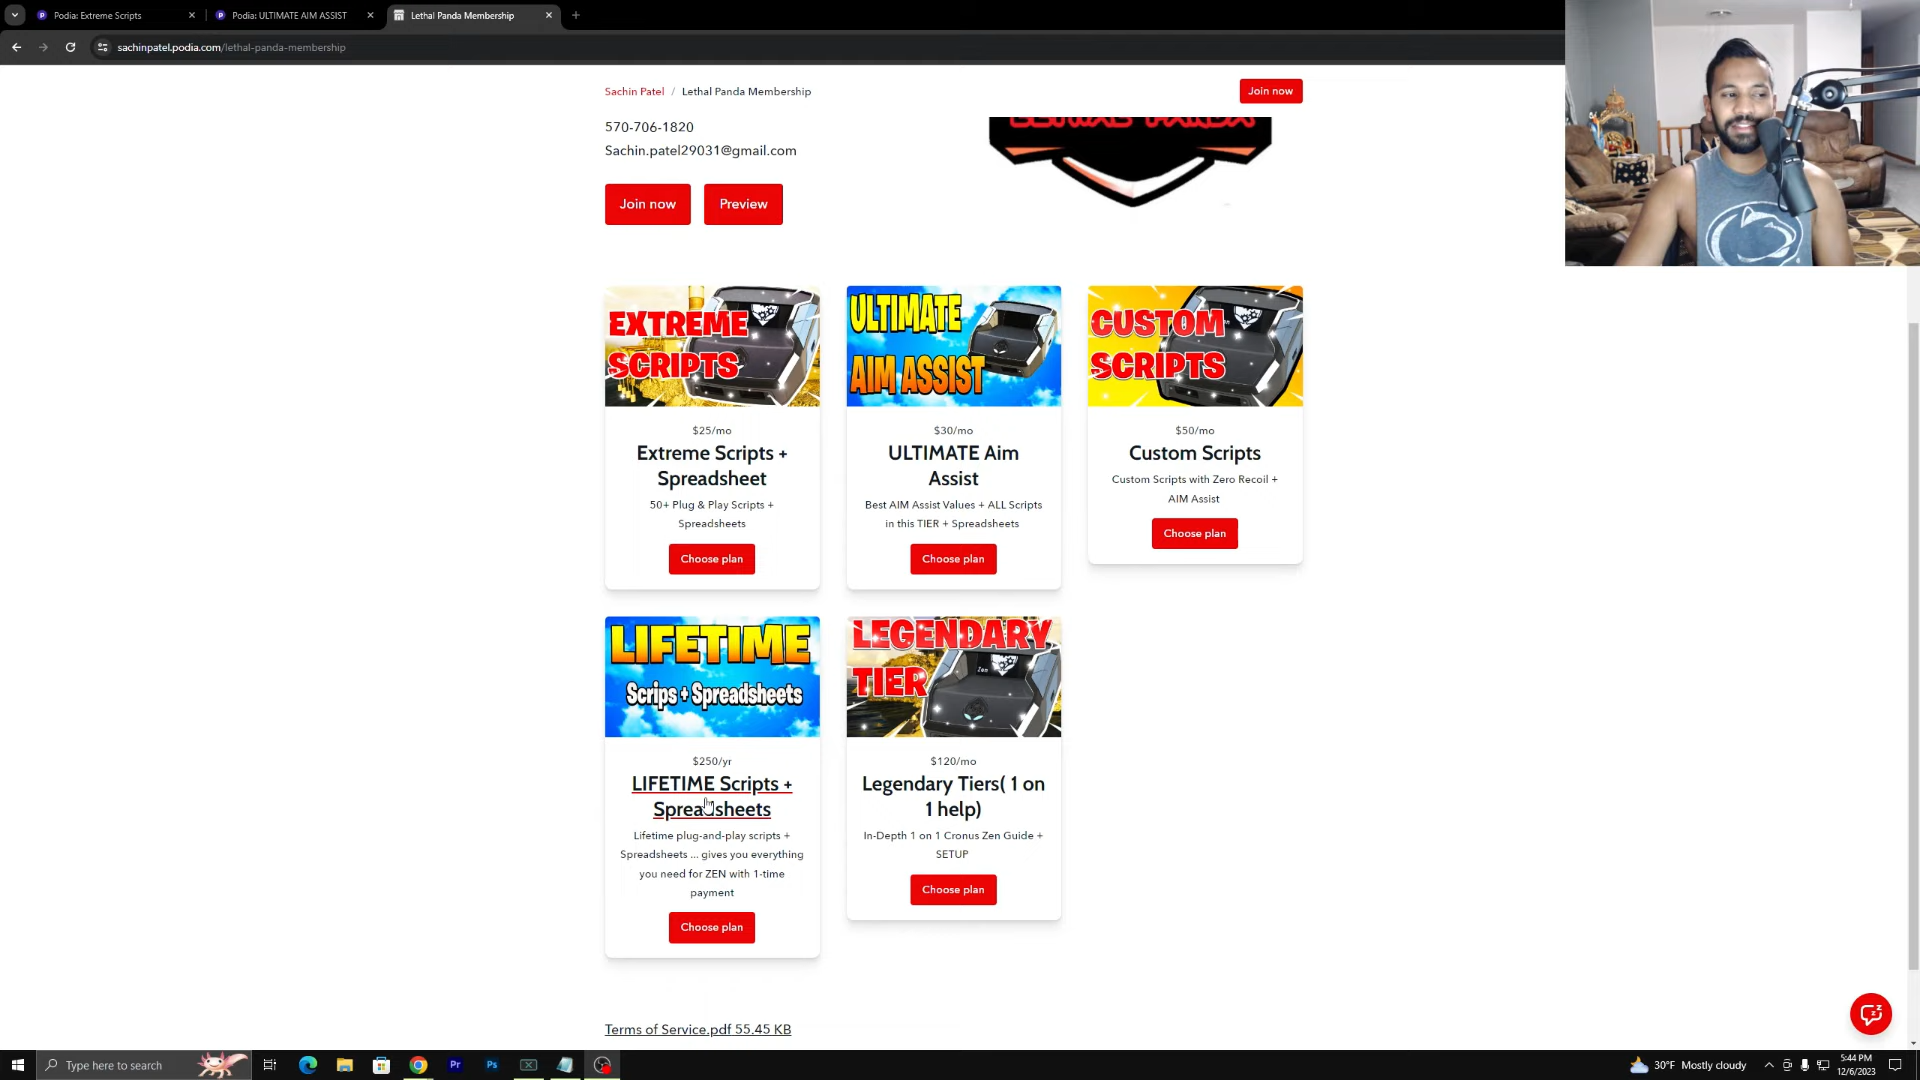 Podia: Extreme Scripts
Podia: ULTIMATE AIM ASSIST
Lethal Panda Membership
sachinpatel.podia.com/lethal-panda-membership
Sachin Patel / Lethal Panda Membership
Join now
570-706-1820
Sachin.patel29031@gmail.com
Join now
Preview
EXTREME
SCRIPTS
$25/mo
Extreme Scripts +
Spreadsheet
50+ Plug & Play Scripts +
Spreadsheets
Choose plan
ULTIMATE
AIM ASSIST
$30/mo
ULTIMATE Aim
Assist
Best AIM Assist Values + ALL Scripts
in this TIER + Spreadsheets
Choose plan
CUSTOM
SCRIPTS
$50/mo
Custom Scripts
Custom Scripts with Zero Recoil +
AIM Assist
Choose plan
LIFETIME
Scrips + Spreadsheets
$250/yr
LIFETIME Scripts +
Spreadsheets
Lifetime plug-and-play scripts +
Spreadsheets ... gives you everything
you need for ZEN with 1-time
payment
Choose plan
LEGENDARY
TIER
Zen
$120/mo
Legendary Tiers( 1 on
1 help)
In-Depth 1 on 1 Cronus Zen Guide +
SETUP
Choose plan
Terms of Service.pdf 55.45 KB
Type here to search
Pr
Ps
30°F Mostly cloudy
5:44 PM
12/6/2023